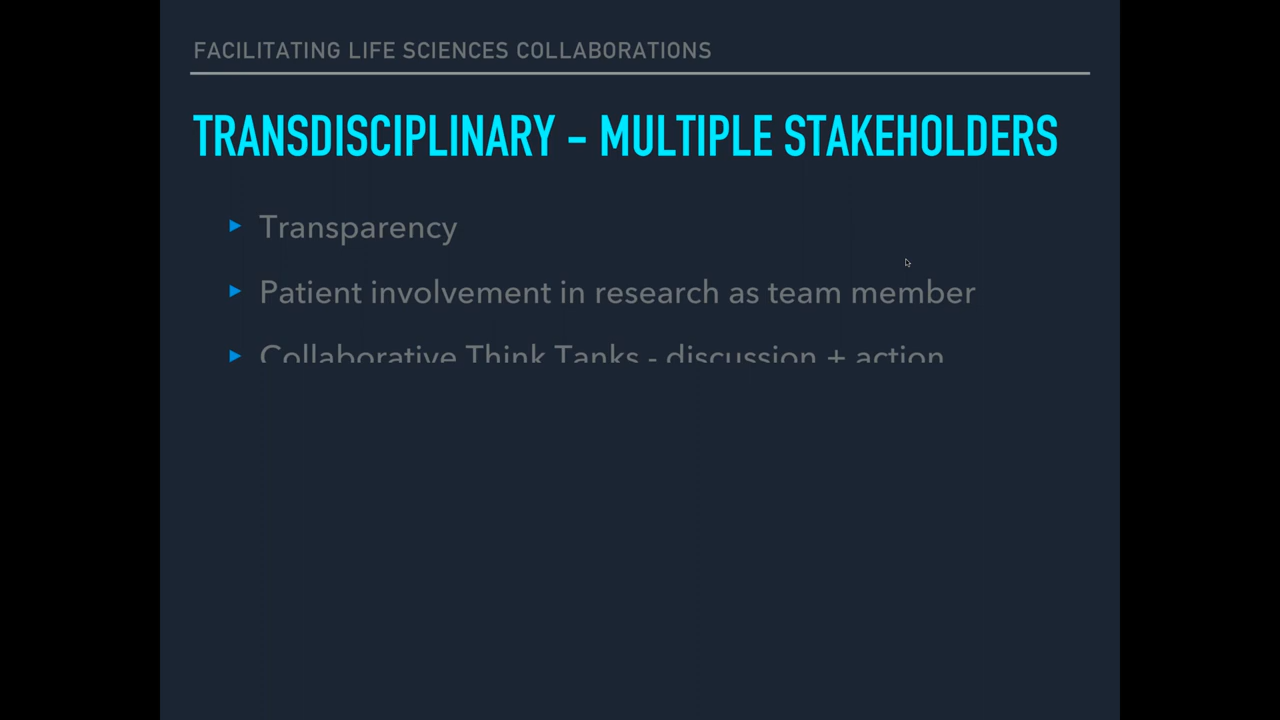 FACILITATING LIFE SCIENCES COLLABORATIONS
TRANSDISCIPLINARY - MULTIPLE STAKEHOLDERS
Transparency
Patient involvement in research as team member
Collaborative Think Tanks - discussion + action